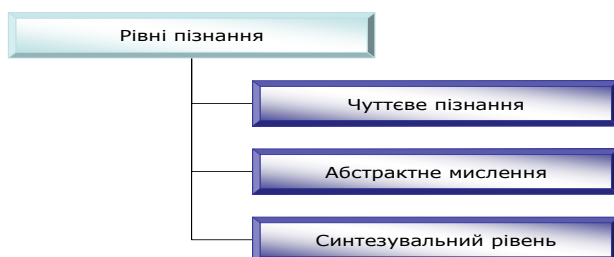 Рівні пізнання
Чуттєве пізнання
Абстрактне мислення
Синтезувальний рівень